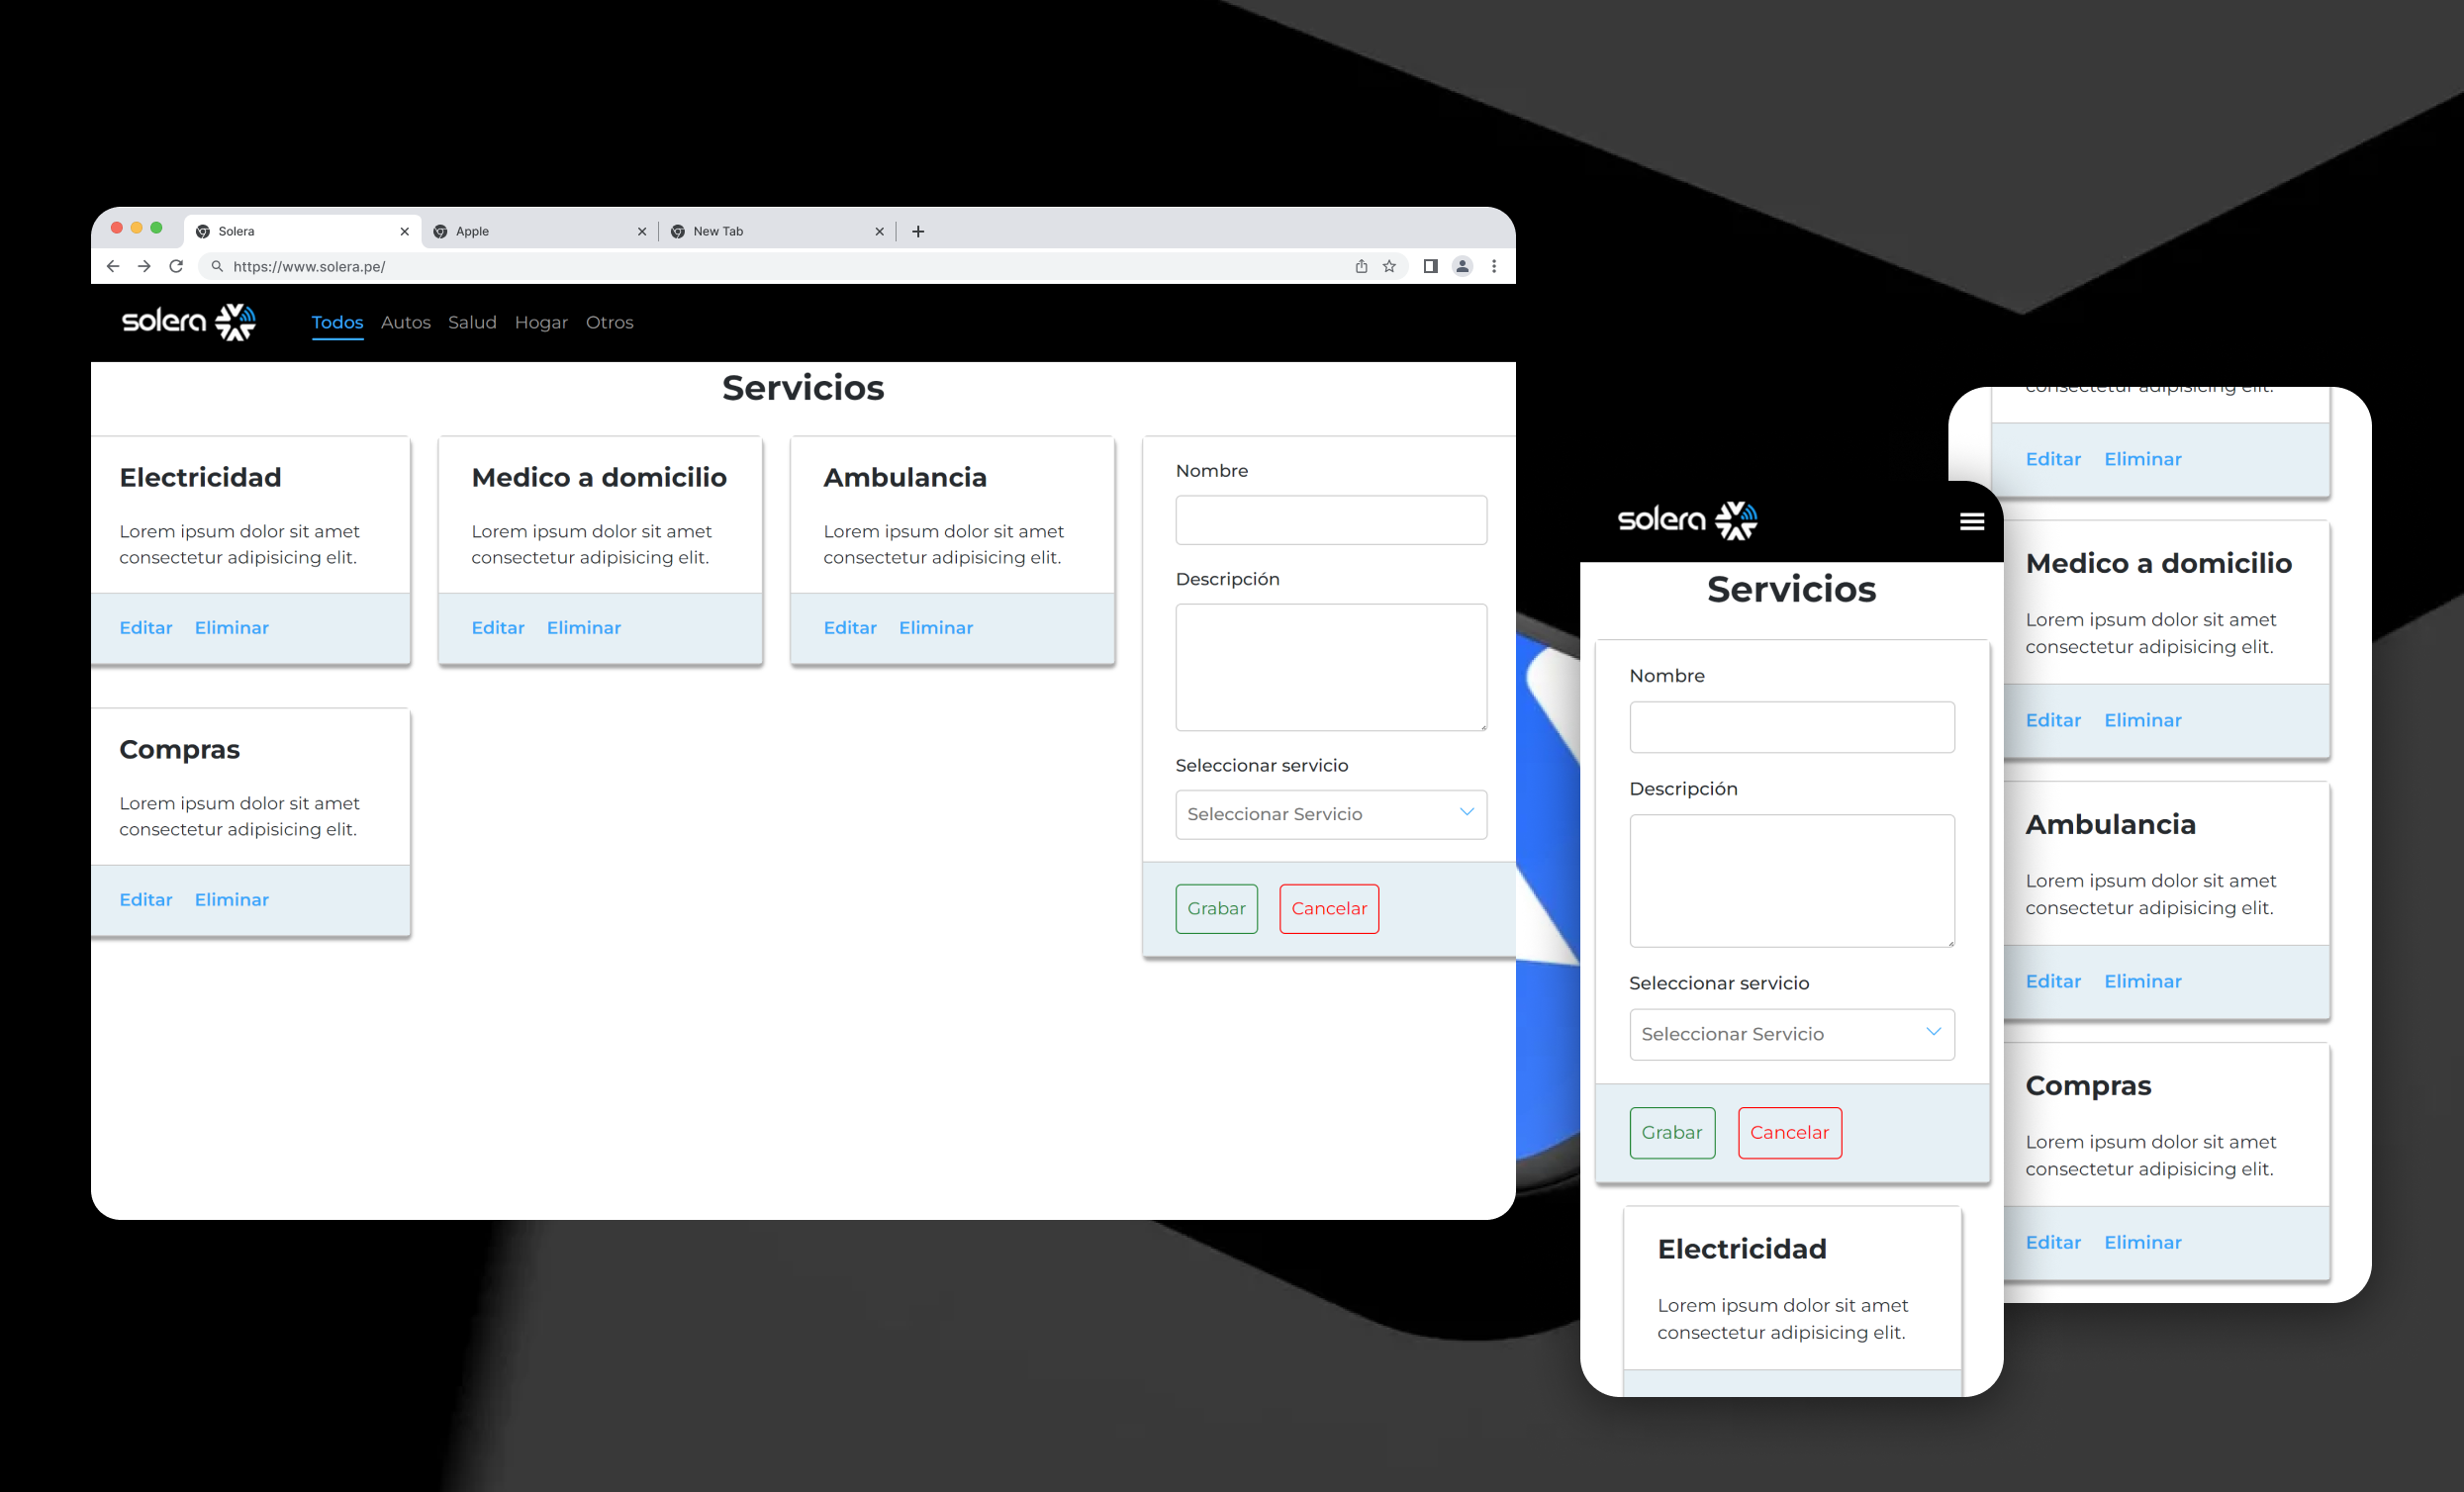 Solera
Apple
New Tab
https://www.solera.pe/
solera
Todos Autos Salud Hogar Otros
Servicios
Electricidad
Lorem ipsum dolor sit amet
consectetur adipisicing elit.
Editar Eliminar
Medico a domicilio
Lorem ipsum dolor sit amet
consectetur adipisicing elit.
Editar Eliminar
Ambulancia
Lorem ipsum dolor sit amet
consectetur adipisicing elit.
Editar Eliminar
Compras
Lorem ipsum dolor sit amet
consectetur adipisicing elit.
Editar Eliminar
Nombre
Descripción
Seleccionar servicio
Seleccionar Servicio
Grabar Cancelar
solera
Servicios
Nombre
Descripción
Seleccionar servicio
Seleccionar Servicio
Grabar Cancelar
Electricidad
Lorem ipsum dolor sit amet
consectetur adipisicing elit.
consectetur adipisicing elit.
Editar Eliminar
Medico a domicilio
Lorem ipsum dolor sit amet
consectetur adipisicing elit.
Editar Eliminar
Ambulancia
Lorem ipsum dolor sit amet
consectetur adipisicing elit.
Editar Eliminar
Compras
Lorem ipsum dolor sit amet
consectetur adipisicing elit.
Editar Eliminar